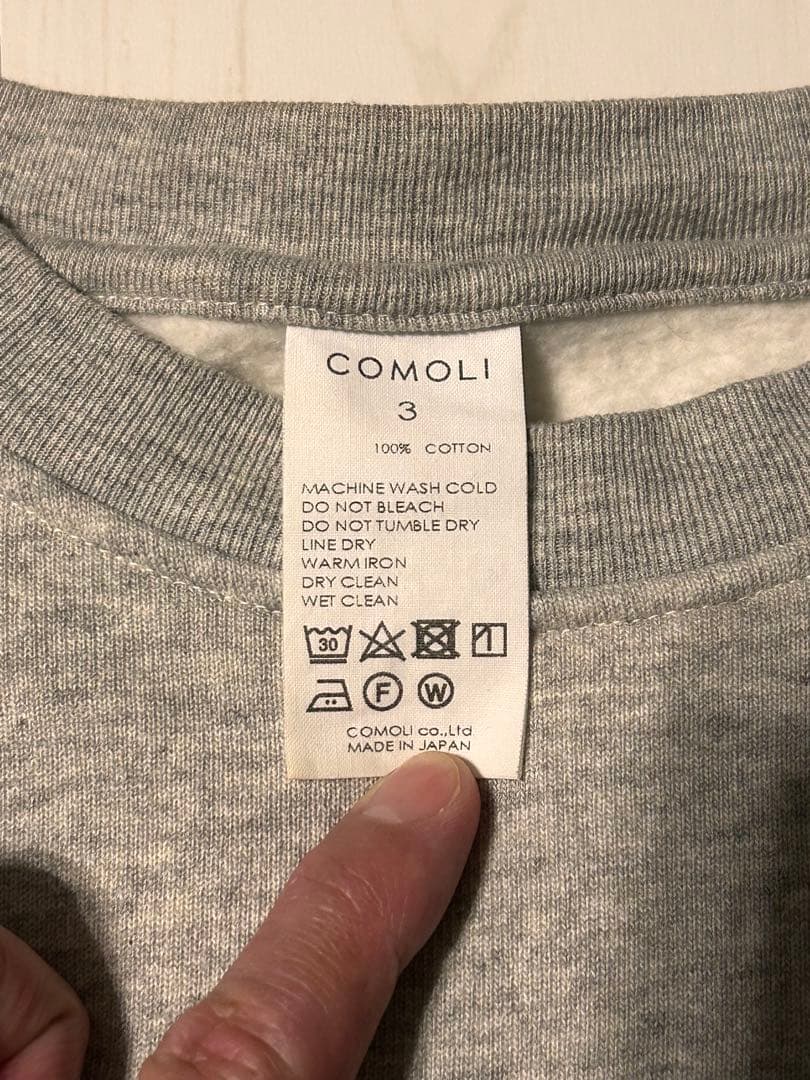 COMOLI
3
100% COTTON
MACHINE WASH COLD
DO NOT BLEACH
DO NOT TUMBLE DRY
LINE DRY
WARM IRON
DRY CLEAN
WET CLEAN
30
F W
COMOLI co.,Ltd
MADE IN JAPAN